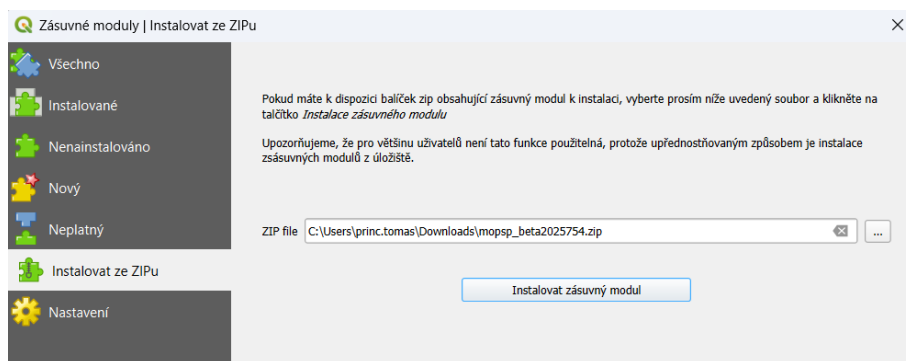 Zásuvné moduly | Instalovat ze ZIPu
Všechno
Instalované
Nenainstalováno
Nový
Neplatný
Instalovat ze ZIPu
Nastavení
Pokud máte k dispozici balíček zip obsahující zásuvný modul k instalaci, vyberte prosím níže uvedený soubor a klikněte na
talčítko Instalace zásuvného modulu
Upozorňujeme, že pro většinu uživatelů není tato funkce použitelná, protože upřednostňovaným způsobem je instalace
zsásuvných modulů z úložiště.
ZIP file C:\Users\princ.tomas\Downloads\mopsp_beta2025754.zip ...
Instalovat zásuvný modul